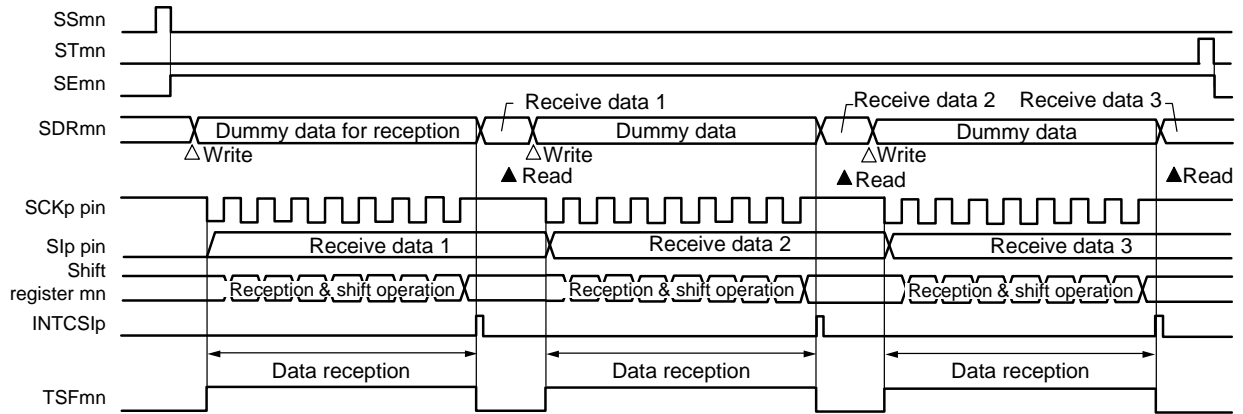 SSmn
STmn
SEmn
Receive data 1 Receive data 2 Receive data 3
SDRmn Dummy data for reception Dummy data Dummy data
△Write △Write △Write
▲Read ▲Read ▲Read
SCKp pin
SIp pin Receive data 1 Receive data 2 Receive data 3
Shift
register mn Reception & shift operation Reception & shift operation Reception & shift operation
INTCSIp
Data reception Data reception Data reception
TSFmn